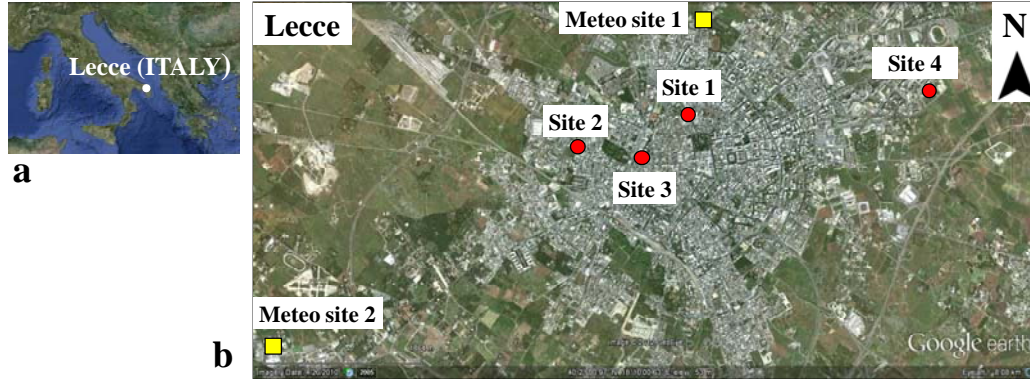 Lecce (ITALY)
a
Lecce
Meteo site 1
N
Site 4
Site 1
Site 2
Site 3
Meteo site 2
b
Google earth